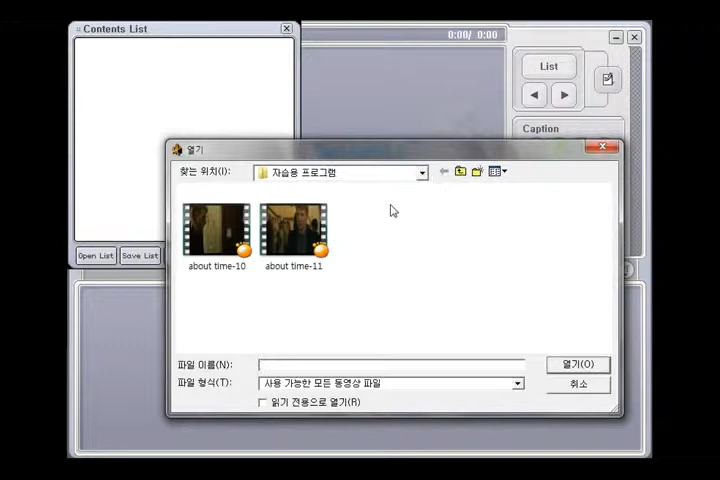 Contents List
0:00/ 0:00
List
Caption
열기
찾는 위치(I):
자습용 프로그램
about time-10
about time-11
Open List
Save List
파일 이름(N):
열기(O)
파일 형식(T):
사용 가능한 모든 동영상 파일
취소
읽기 전용으로 열기(R)